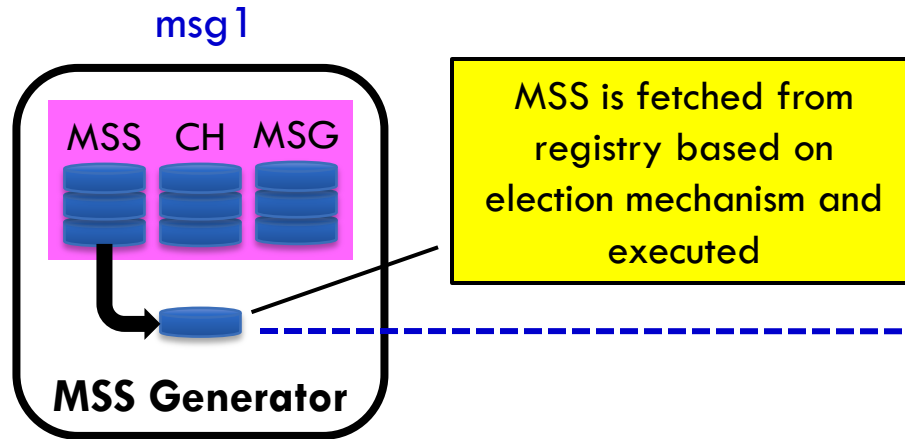 msg1
MSS CH MSG
MSS is fetched from
registry based on
election mechanism and
executed
MSS Generator